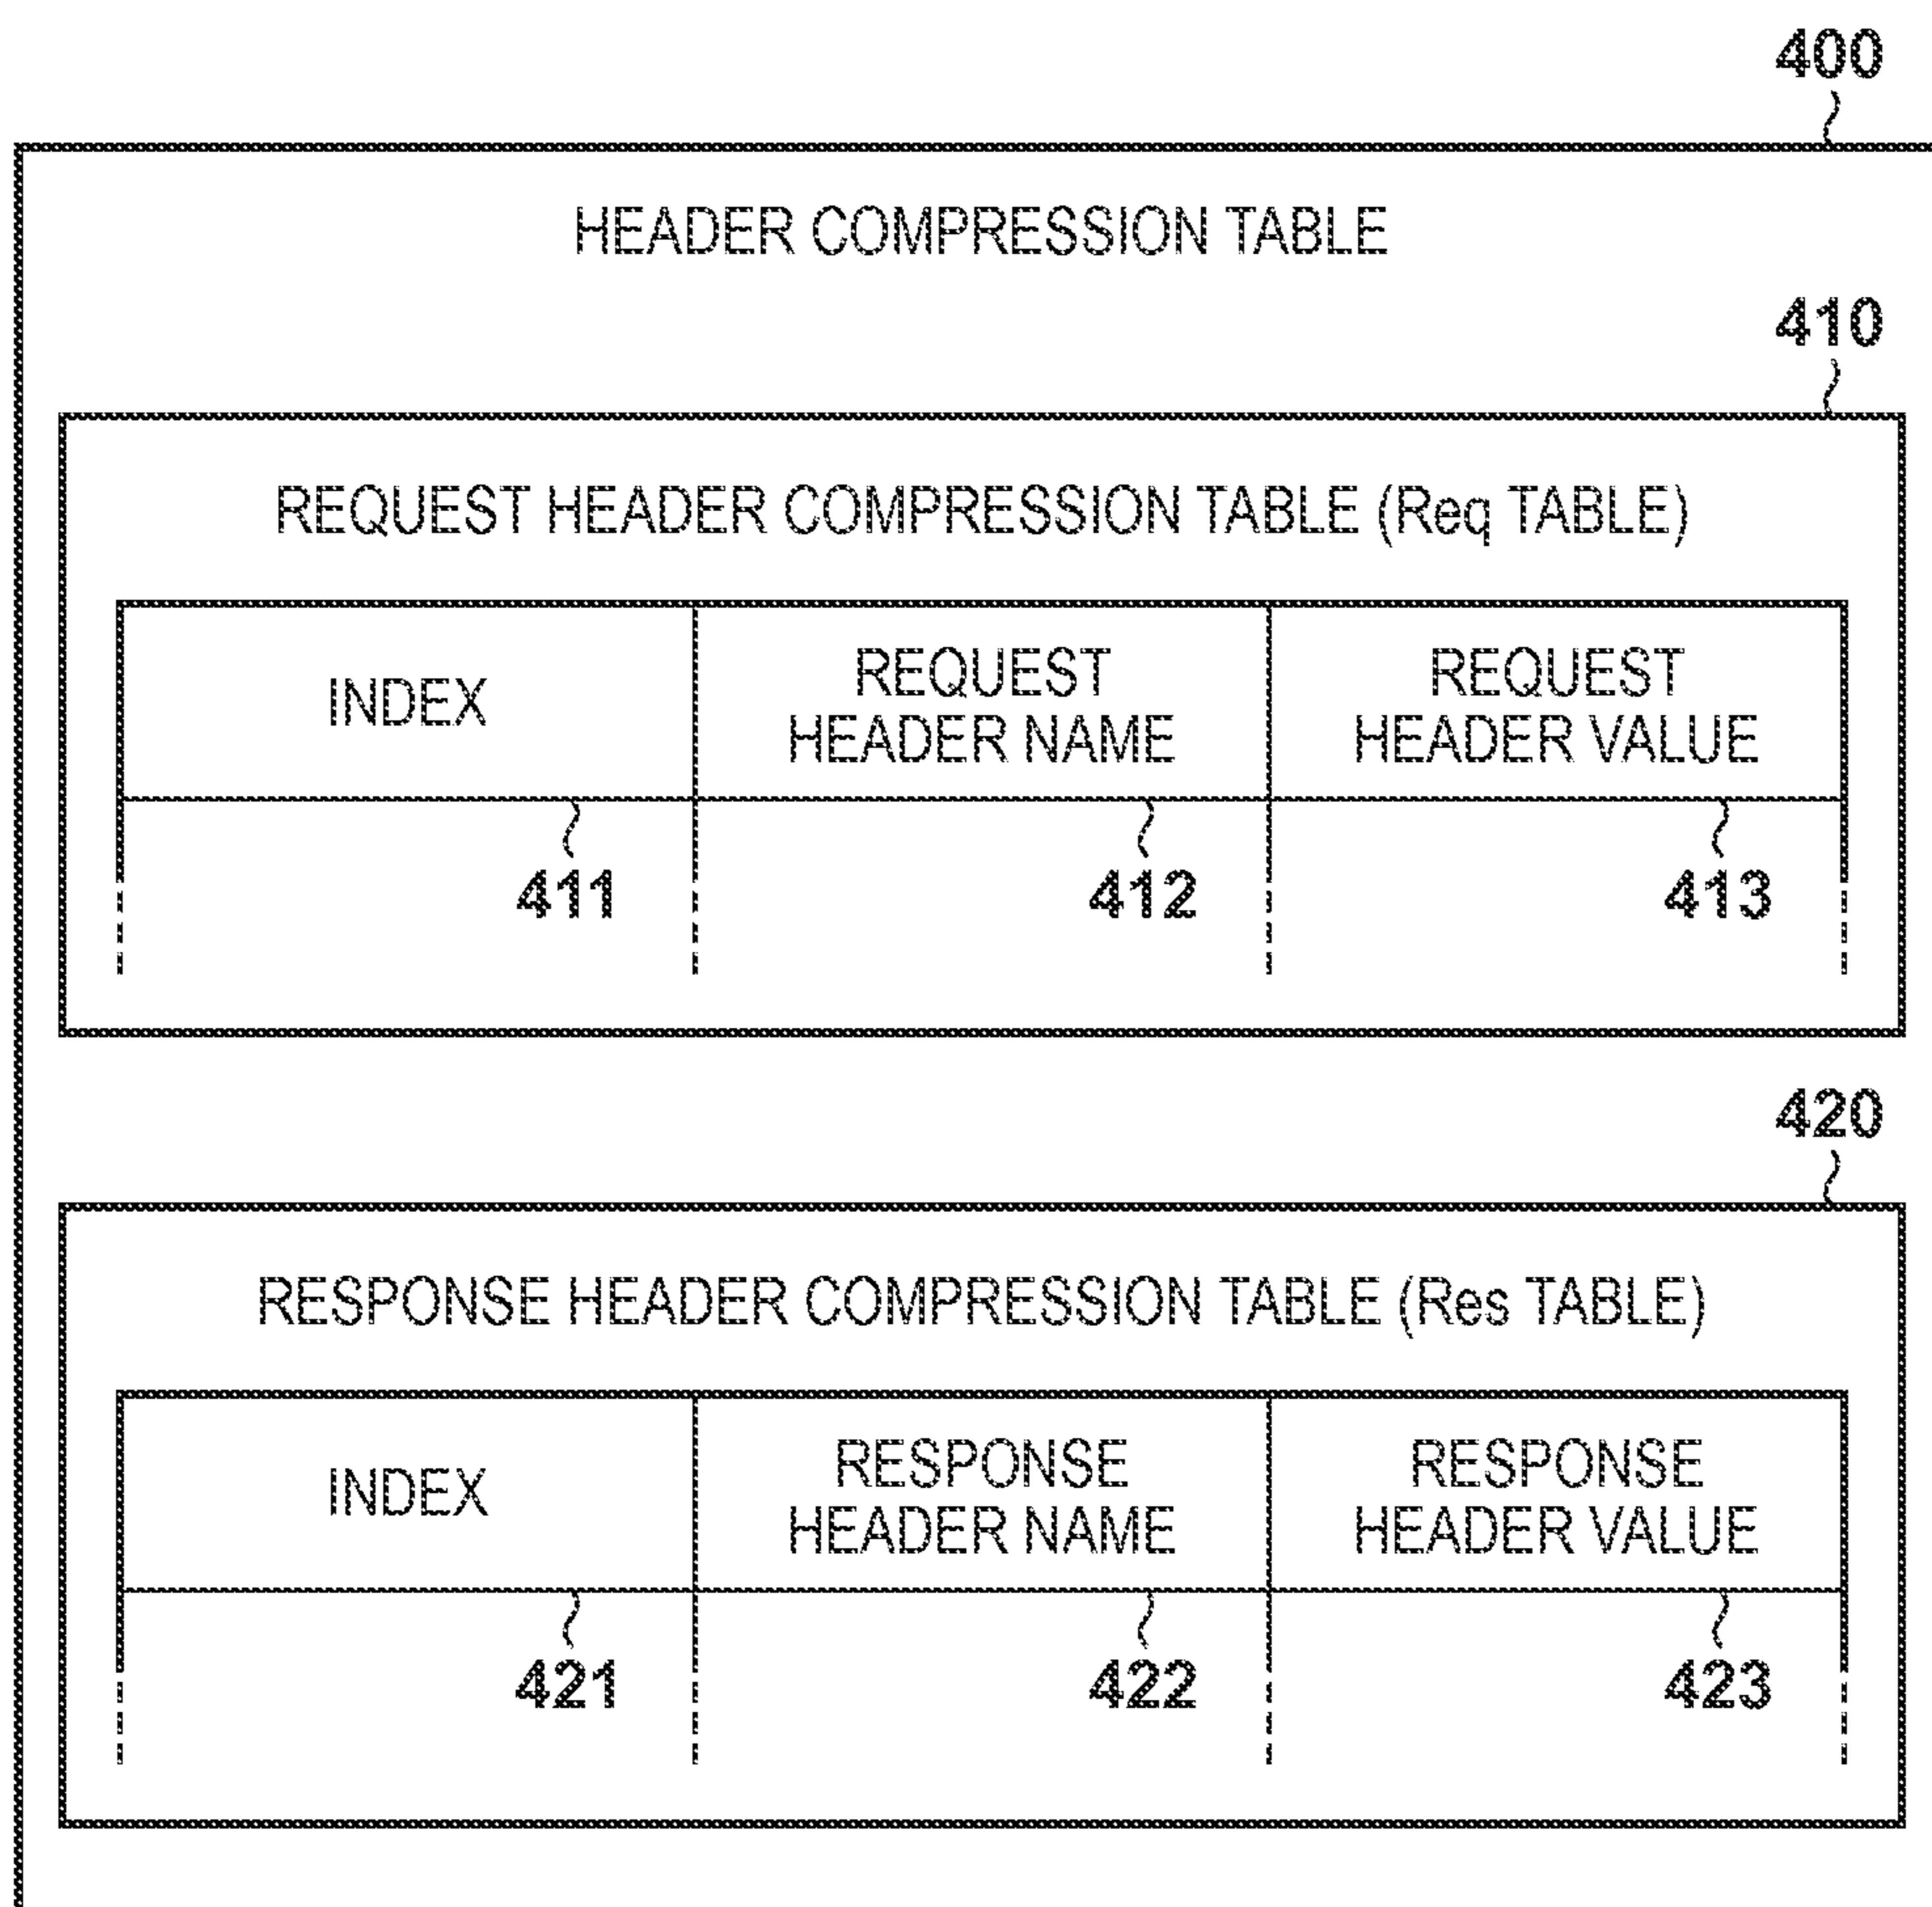 400
HEADER COMPRESSION TABLE
410
REQUEST HEADER COMPRESSION TABLE (Req TABLE)
INDEX
REQUEST
HEADER NAME
REQUEST
HEADER VALUE
411
412
413
420
RESPONSE HEADER COMPRESSION TABLE (Res TABLE)
INDEX
RESPONSE
HEADER NAME
RESPONSE
HEADER VALUE
421
422
423